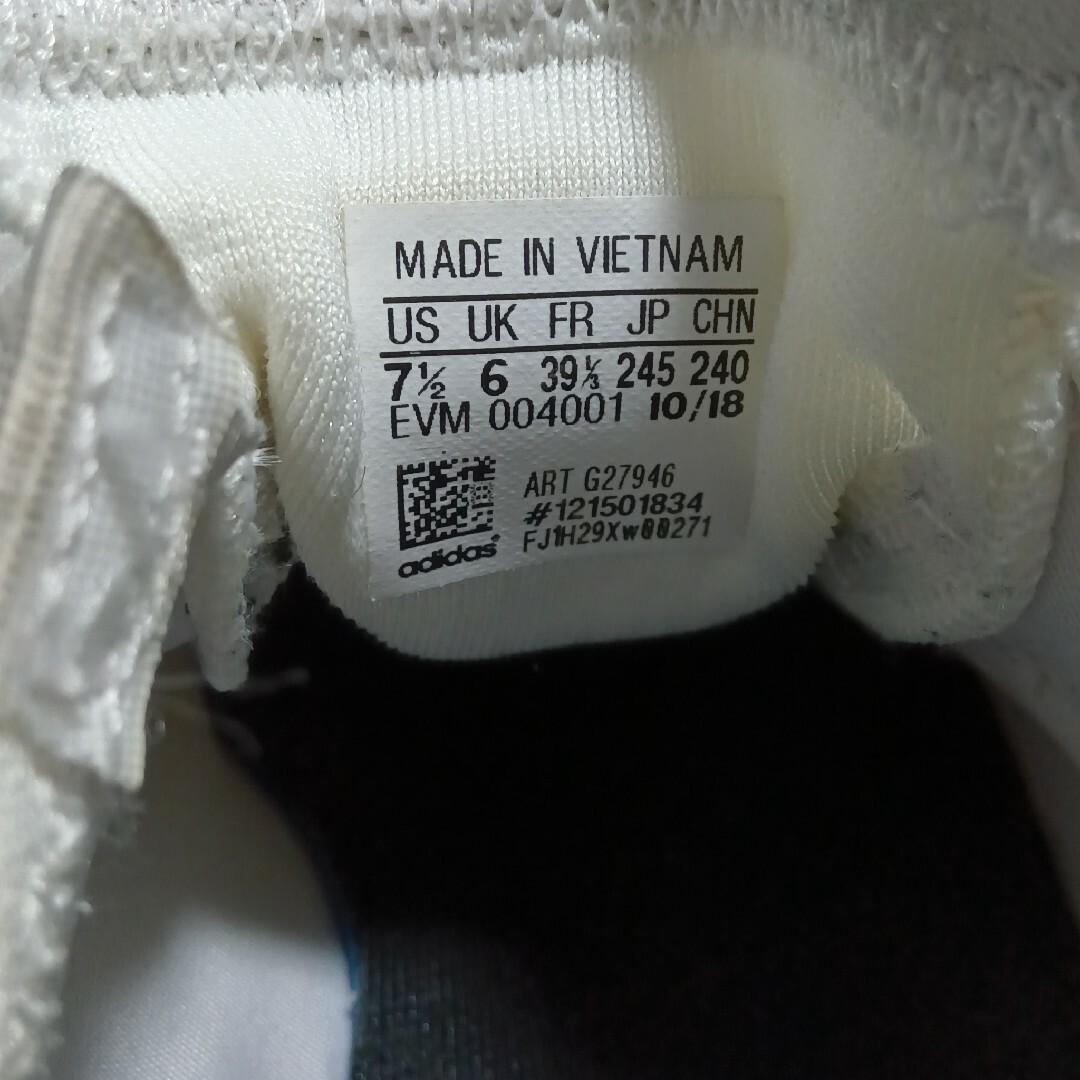 MADE IN VIETNAM
US UK FR JP CHN
7½ 6 39⅓ 245 240
EVM 004001 10/18
ART G27946
#121501834
FJ1H29Xw00271
adidas